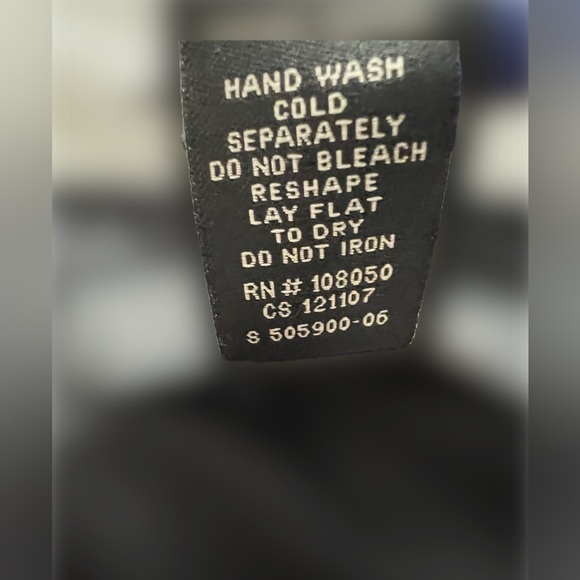 HAND WASH
COLD
SEPARATELY
DO NOT BLEACH
RESHAPE
LAY FLAT
TO DRY
DO NOT IRON
RN # 108050
CS 121107
S 505900-06